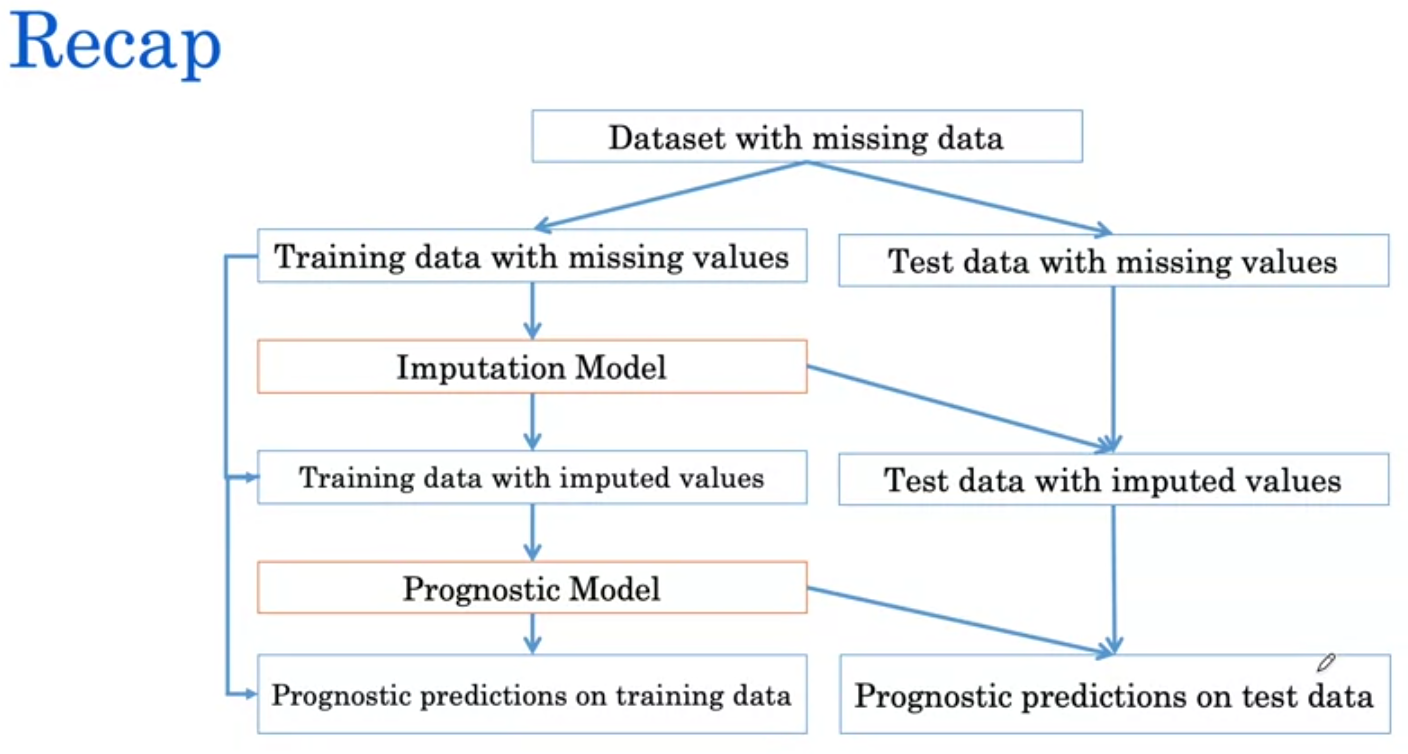 Recap
Dataset with missing data
Training data with missing values
Test data with missing values
Imputation Model
Training data with imputed values
Test data with imputed values
Prognostic Model
Prognostic predictions on training data
Prognostic predictions on test data